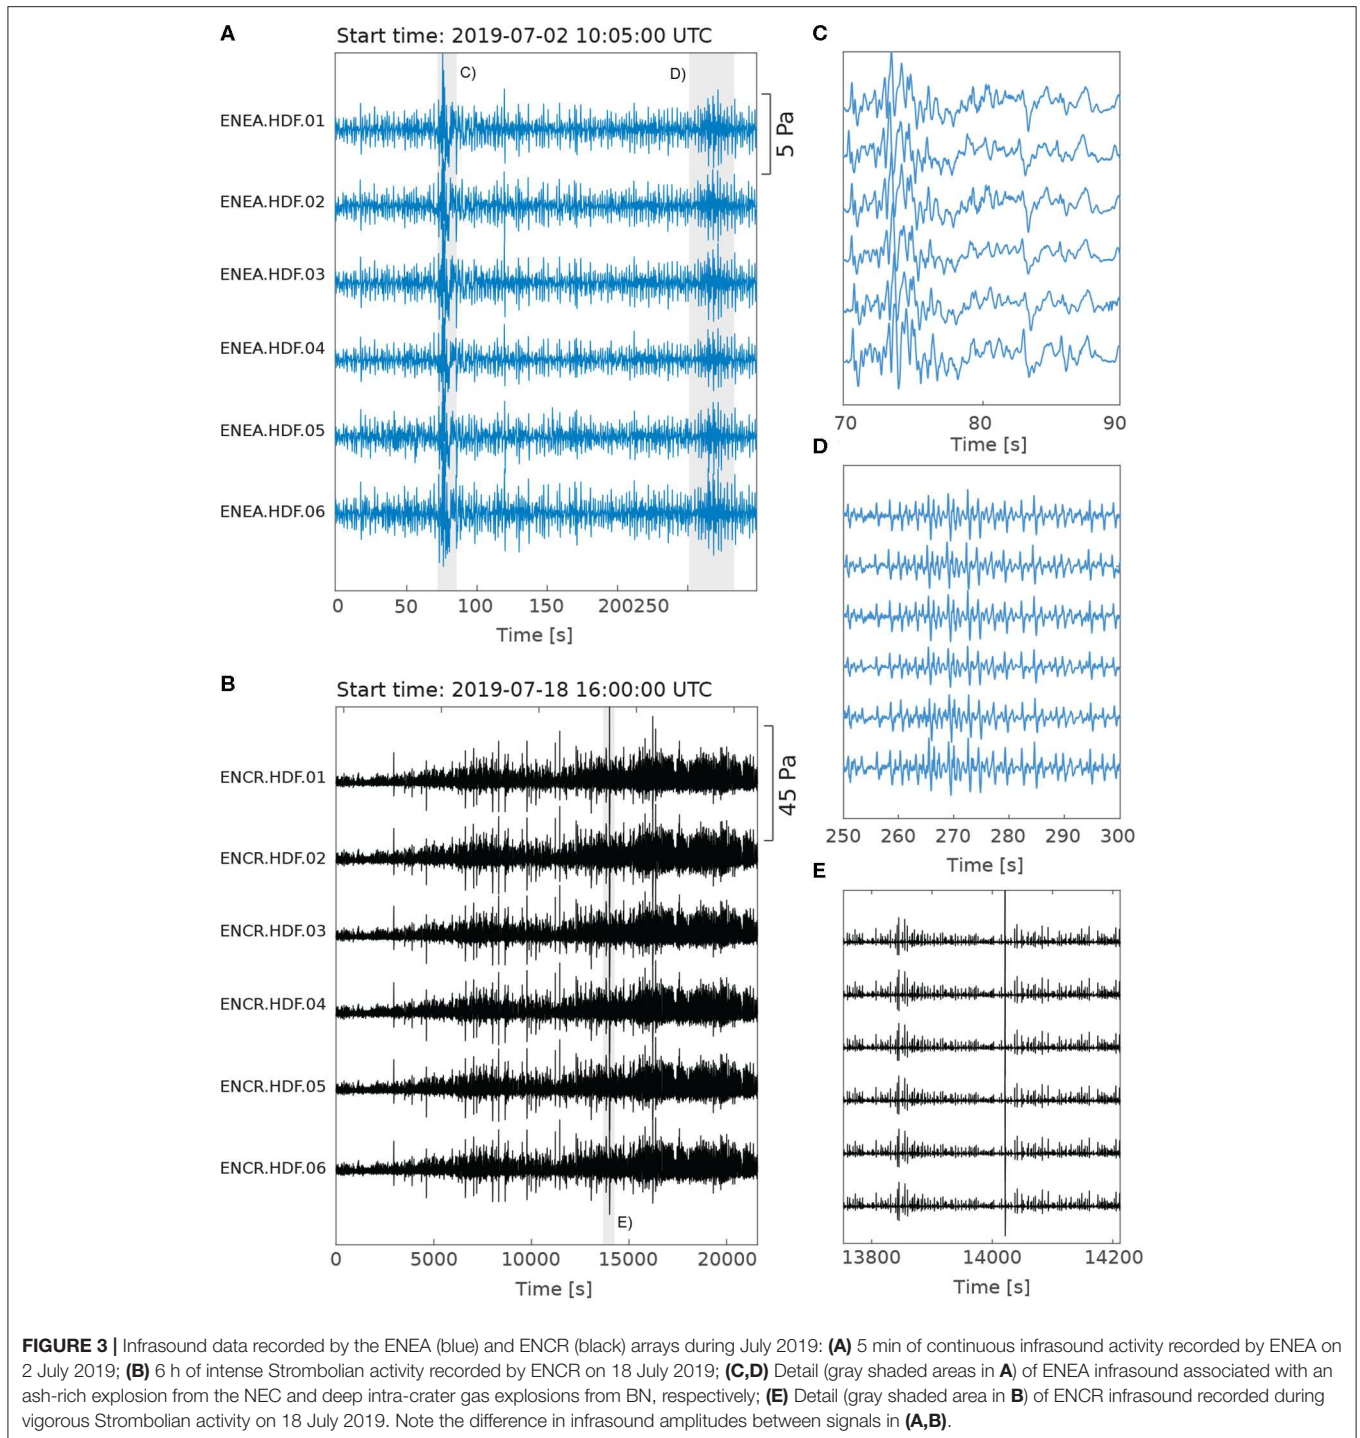 A
Start time: 2019-07-02 10:05:00 UTC
C)
D)
ENEA.HDF.01
5 Pa
ENEA.HDF.02
ENEA.HDF.03
ENEA.HDF.04
ENEA.HDF.05
ENEA.HDF.06
0 50 100 150 200250
Time [s]
B
Start time: 2019-07-18 16:00:00 UTC
ENCR.HDF.01
45 Pa
ENCR.HDF.02
ENCR.HDF.03
ENCR.HDF.04
ENCR.HDF.05
ENCR.HDF.06
E)
0 5000 10000 15000 20000
Time [s]
C
70 80 90
Time [s]
D
250 260 270 280 290 300
Time [s]
E
13800 14000 14200
Time [s]
FIGURE 3 | Infrasound data recorded by the ENEA (blue) and ENCR (black) arrays during July 2019: (A) 5 min of continuous infrasound activity recorded by ENEA on
2 July 2019; (B) 6 h of intense Strombolian activity recorded by ENCR on 18 July 2019; (C,D) Detail (gray shaded areas in A) of ENEA infrasound associated with an
ash-rich explosion from the NEC and deep intra-crater gas explosions from BN, respectively; (E) Detail (gray shaded area in B) of ENCR infrasound recorded during
vigorous Strombolian activity on 18 July 2019. Note the difference in infrasound amplitudes between signals in (A,B).